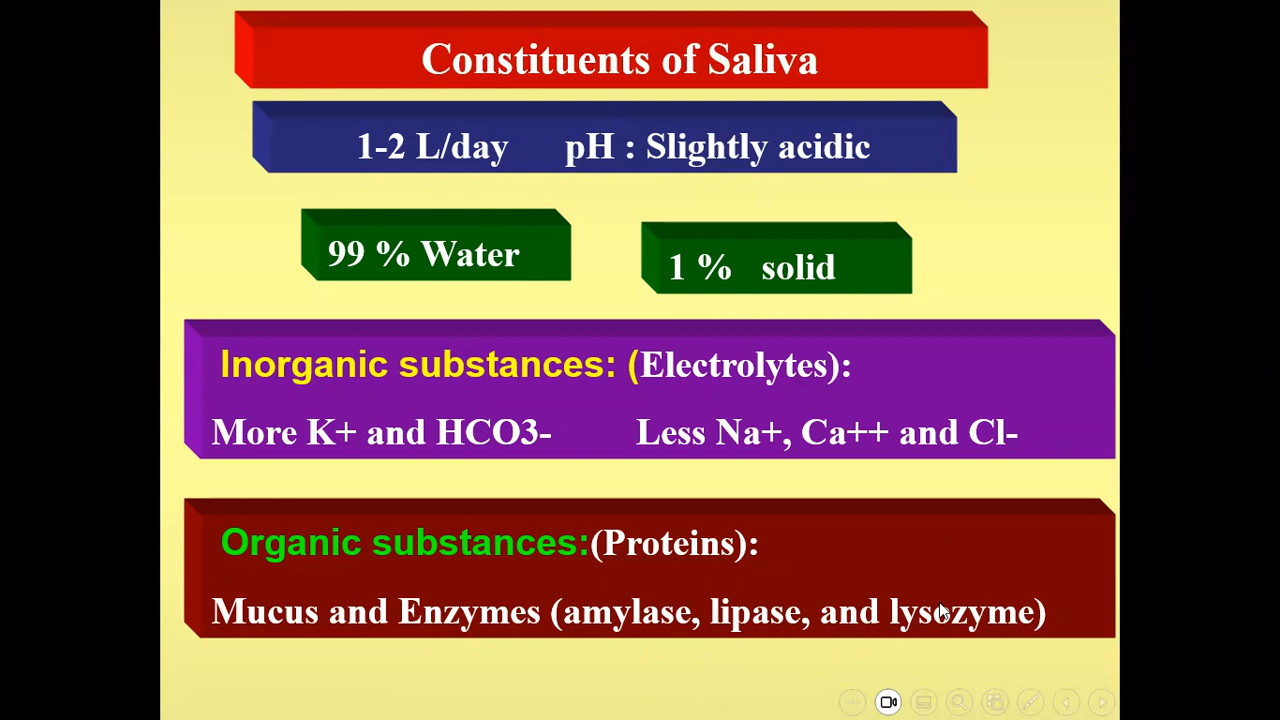 Constituents of Saliva
1-2 L/day pH : Slightly acidic
99 % Water
1 % solid
Inorganic substances: (Electrolytes):
More K+ and HCO3- Less Na+, Ca++ and Cl-
Organic substances:(Proteins):
Mucus and Enzymes (amylase, lipase, and lysozyme)